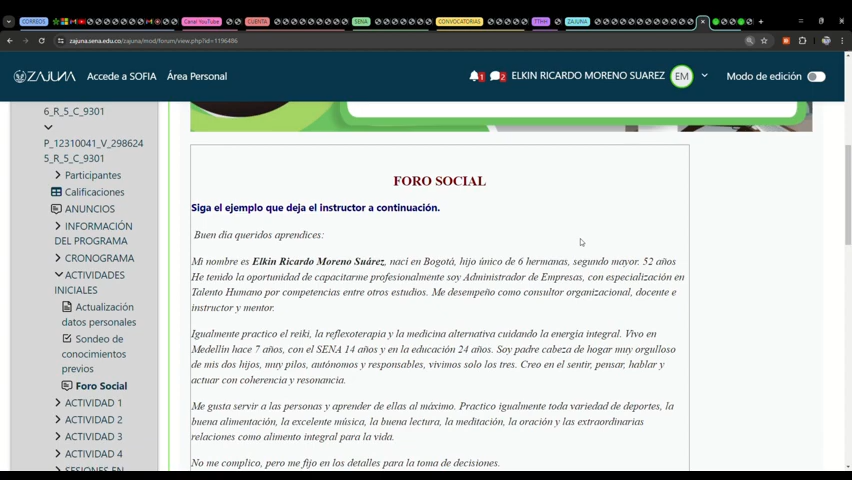 CORREOS
Canal YouTube
CUENTA
SENA
CONVOCATORIAS
TTHH
ZAJUNA
zajuna.sena.edu.co/zajuna/mod/forum/view.php?id=1196486
ZAJUNA
Accede a SOFIA
Área Personal
1
2
ELKIN RICARDO MORENO SUAREZ
EM
Modo de edición
6_R_5_C_9301
P_12310041_V_298624
5_R_5_C_9301
Participantes
Calificaciones
ANUNCIOS
INFORMACIÓN
DEL PROGRAMA
CRONOGRAMA
ACTIVIDADES
INICIALES
Actualización
datos personales
Sondeo de
conocimientos
previos
Foro Social
ACTIVIDAD 1
ACTIVIDAD 2
ACTIVIDAD 3
ACTIVIDAD 4
SESIONES EN
FORO SOCIAL
Siga el ejemplo que deja el instructor a continuación.
Buen día queridos aprendices:
Mi nombre es Elkin Ricardo Moreno Suárez, nací en Bogotá, hijo único de 6 hermanas, segundo mayor. 52 años
He tenido la oportunidad de capacitarme profesionalmente soy Administrador de Empresas, con especialización en
Talento Humano por competencias entre otros estudios. Me desempeño como consultor organizacional, docente e
instructor y mentor.
Igualmente practico el reiki, la reflexoterapia y la medicina alternativa cuidando la energía integral. Vivo en
Medellín hace 7 años, con el SENA 14 años y en la educación 24 años. Soy padre cabeza de hogar muy orgulloso
de mis dos hijos, muy pilos, autónomos y responsables, vivimos solo los tres. Creo en el sentir, pensar, hablar y
actuar con coherencia y resonancia.
Me gusta servir a las personas y aprender de ellas al máximo. Practico igualmente toda variedad de deportes, la
buena alimentación, la excelente música, la buena lectura, la meditación, la oración y las extraordinarias
relaciones como alimento integral para la vida.
No me complico, pero me fijo en los detalles para la toma de decisiones.